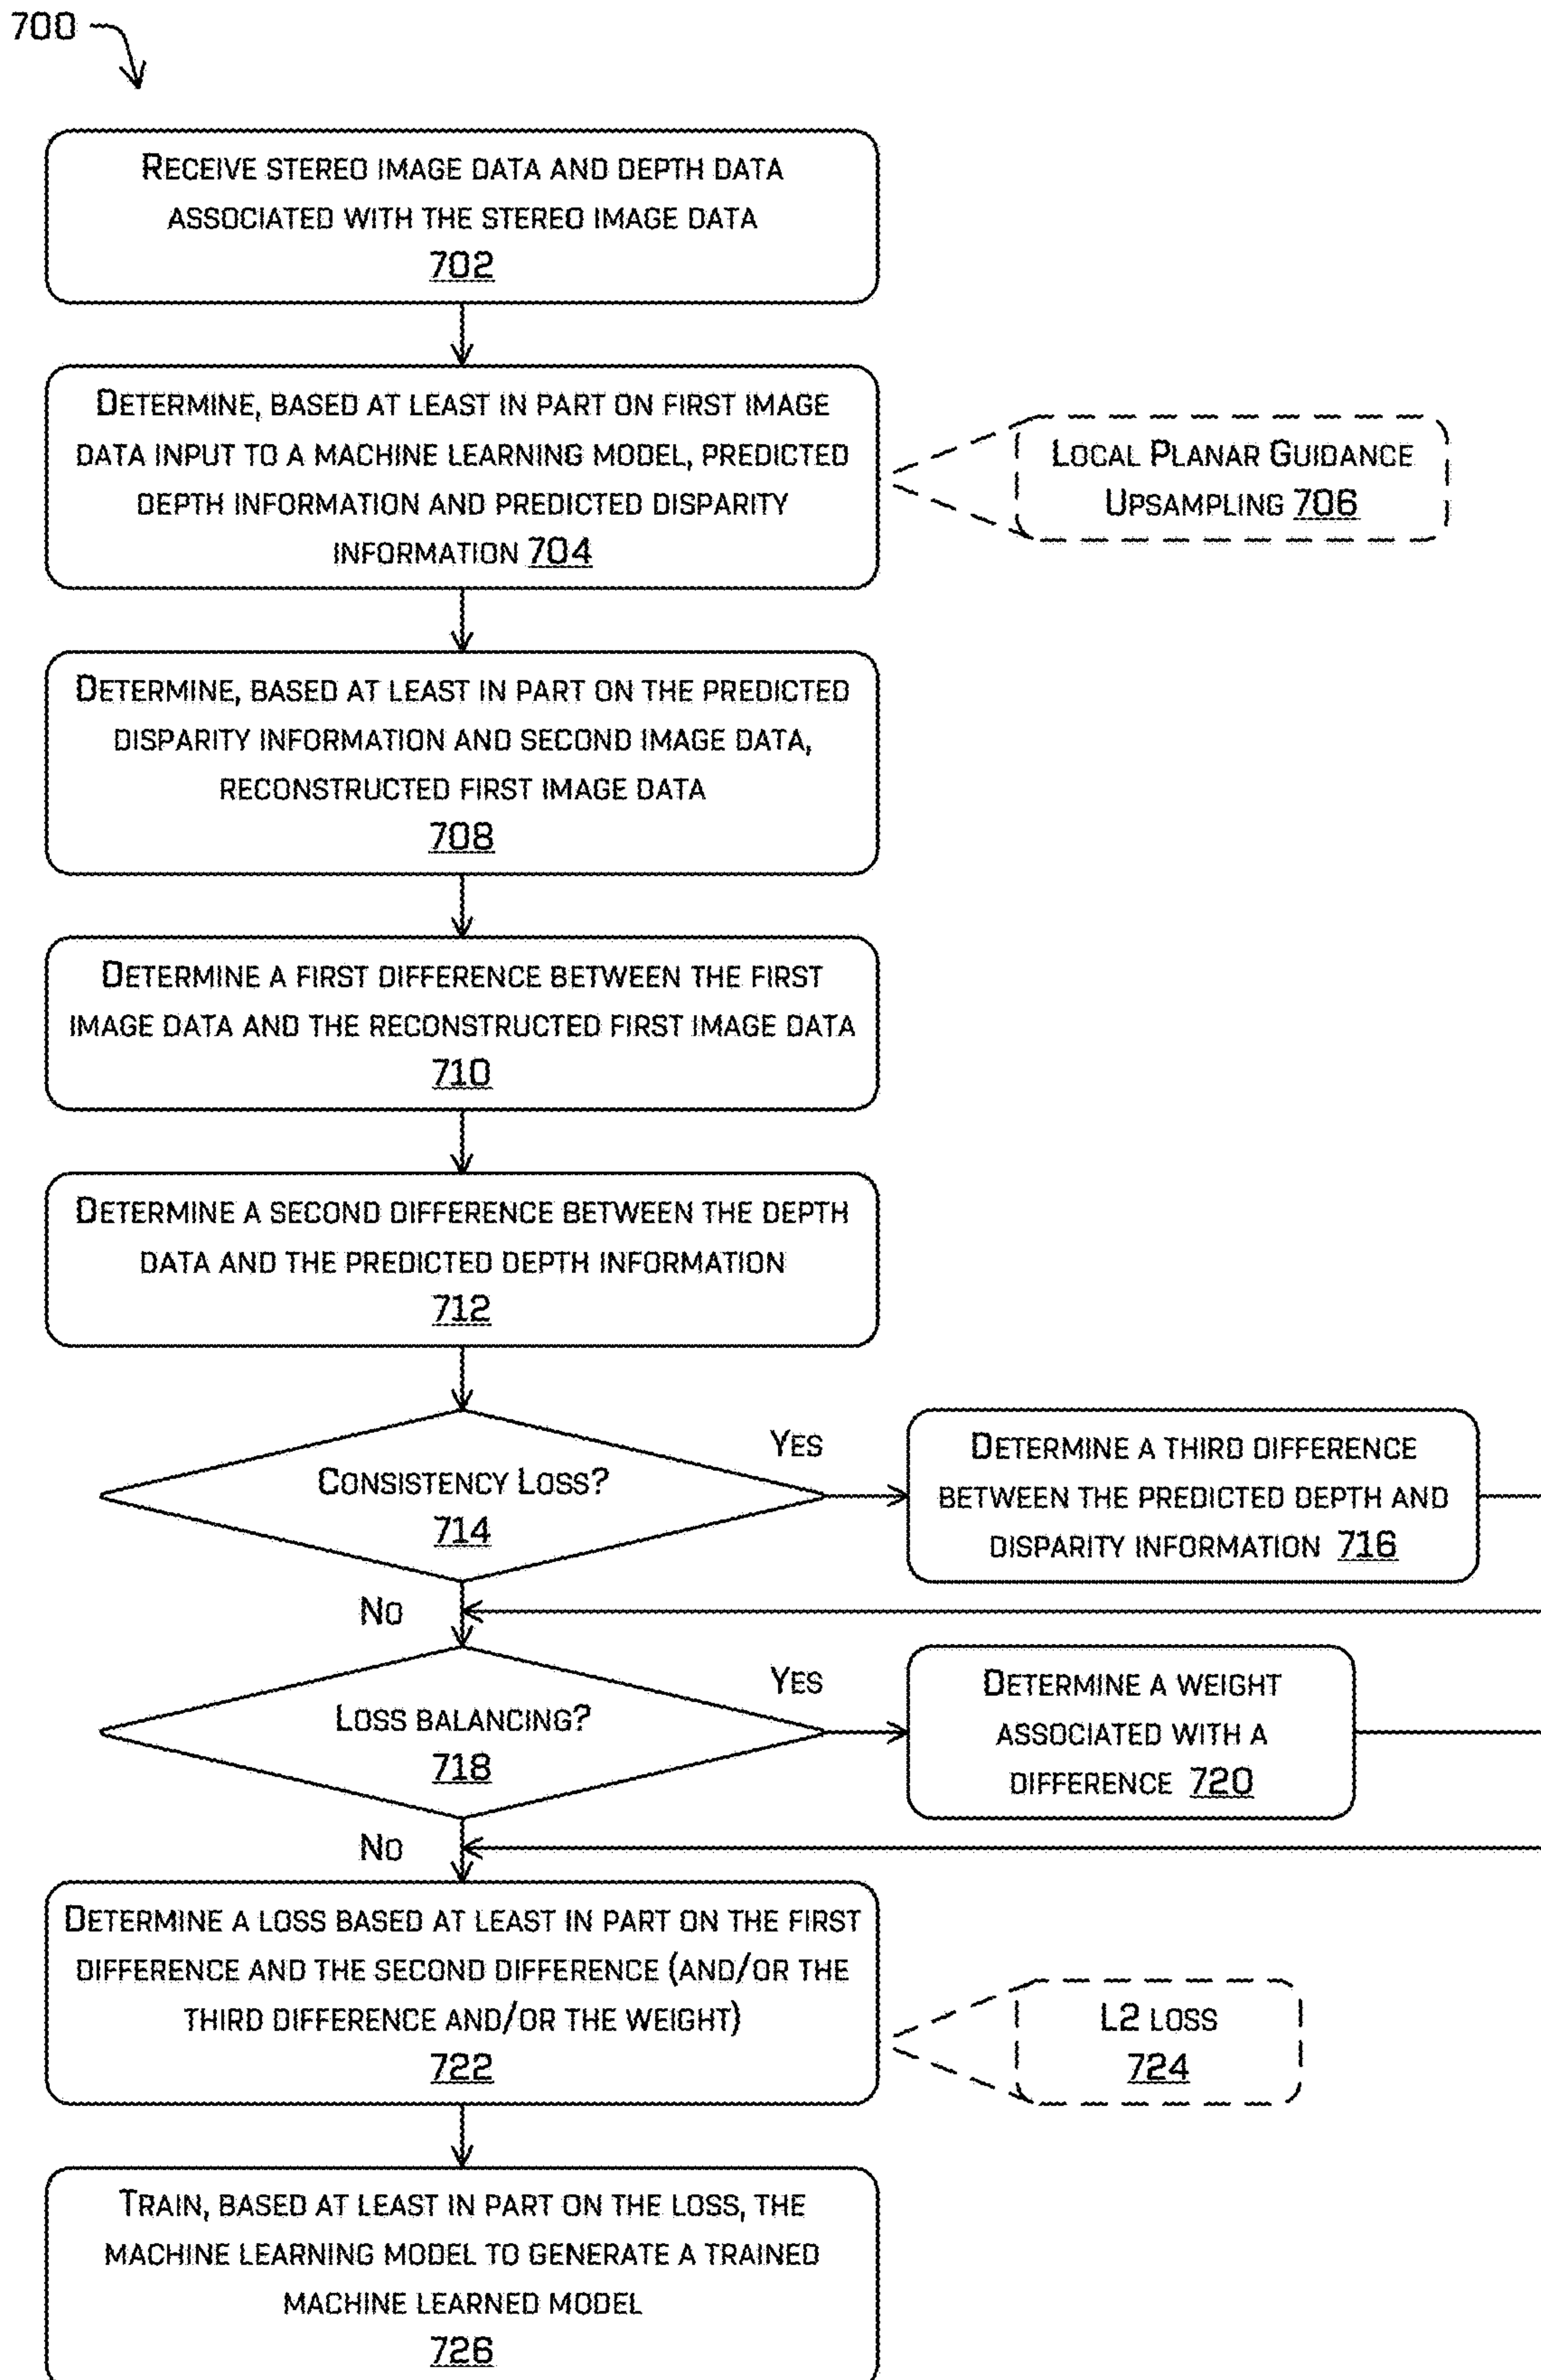 700
RECEIVE STEREO IMAGE DATA AND DEPTH DATA
ASSOCIATED WITH THE STEREO IMAGE DATA
702
DETERMINE, BASED AT LEAST IN PART ON FIRST IMAGE
DATA INPUT TO A MACHINE LEARNING MODEL, PREDICTED
DEPTH INFORMATION AND PREDICTED DISPARITY
INFORMATION 704
LOCAL PLANAR GUIDANCE
UPSAMPLING 706
DETERMINE, BASED AT LEAST IN PART ON THE PREDICTED
DISPARITY INFORMATION AND SECOND IMAGE DATA,
RECONSTRUCTED FIRST IMAGE DATA
708
DETERMINE A FIRST DIFFERENCE BETWEEN THE FIRST
IMAGE DATA AND THE RECONSTRUCTED FIRST IMAGE DATA
710
DETERMINE A SECOND DIFFERENCE BETWEEN THE DEPTH
DATA AND THE PREDICTED DEPTH INFORMATION
712
CONSISTENCY LOSS?
714
YES
DETERMINE A THIRD DIFFERENCE
BETWEEN THE PREDICTED DEPTH AND
DISPARITY INFORMATION 716
NO
LOSS BALANCING?
718
YES
DETERMINE A WEIGHT
ASSOCIATED WITH A
DIFFERENCE 720
NO
DETERMINE A LOSS BASED AT LEAST IN PART ON THE FIRST
DIFFERENCE AND THE SECOND DIFFERENCE (AND/OR THE
THIRD DIFFERENCE AND/OR THE WEIGHT)
722
L2 LOSS
724
TRAIN, BASED AT LEAST IN PART ON THE LOSS, THE
MACHINE LEARNING MODEL TO GENERATE A TRAINED
MACHINE LEARNED MODEL
726